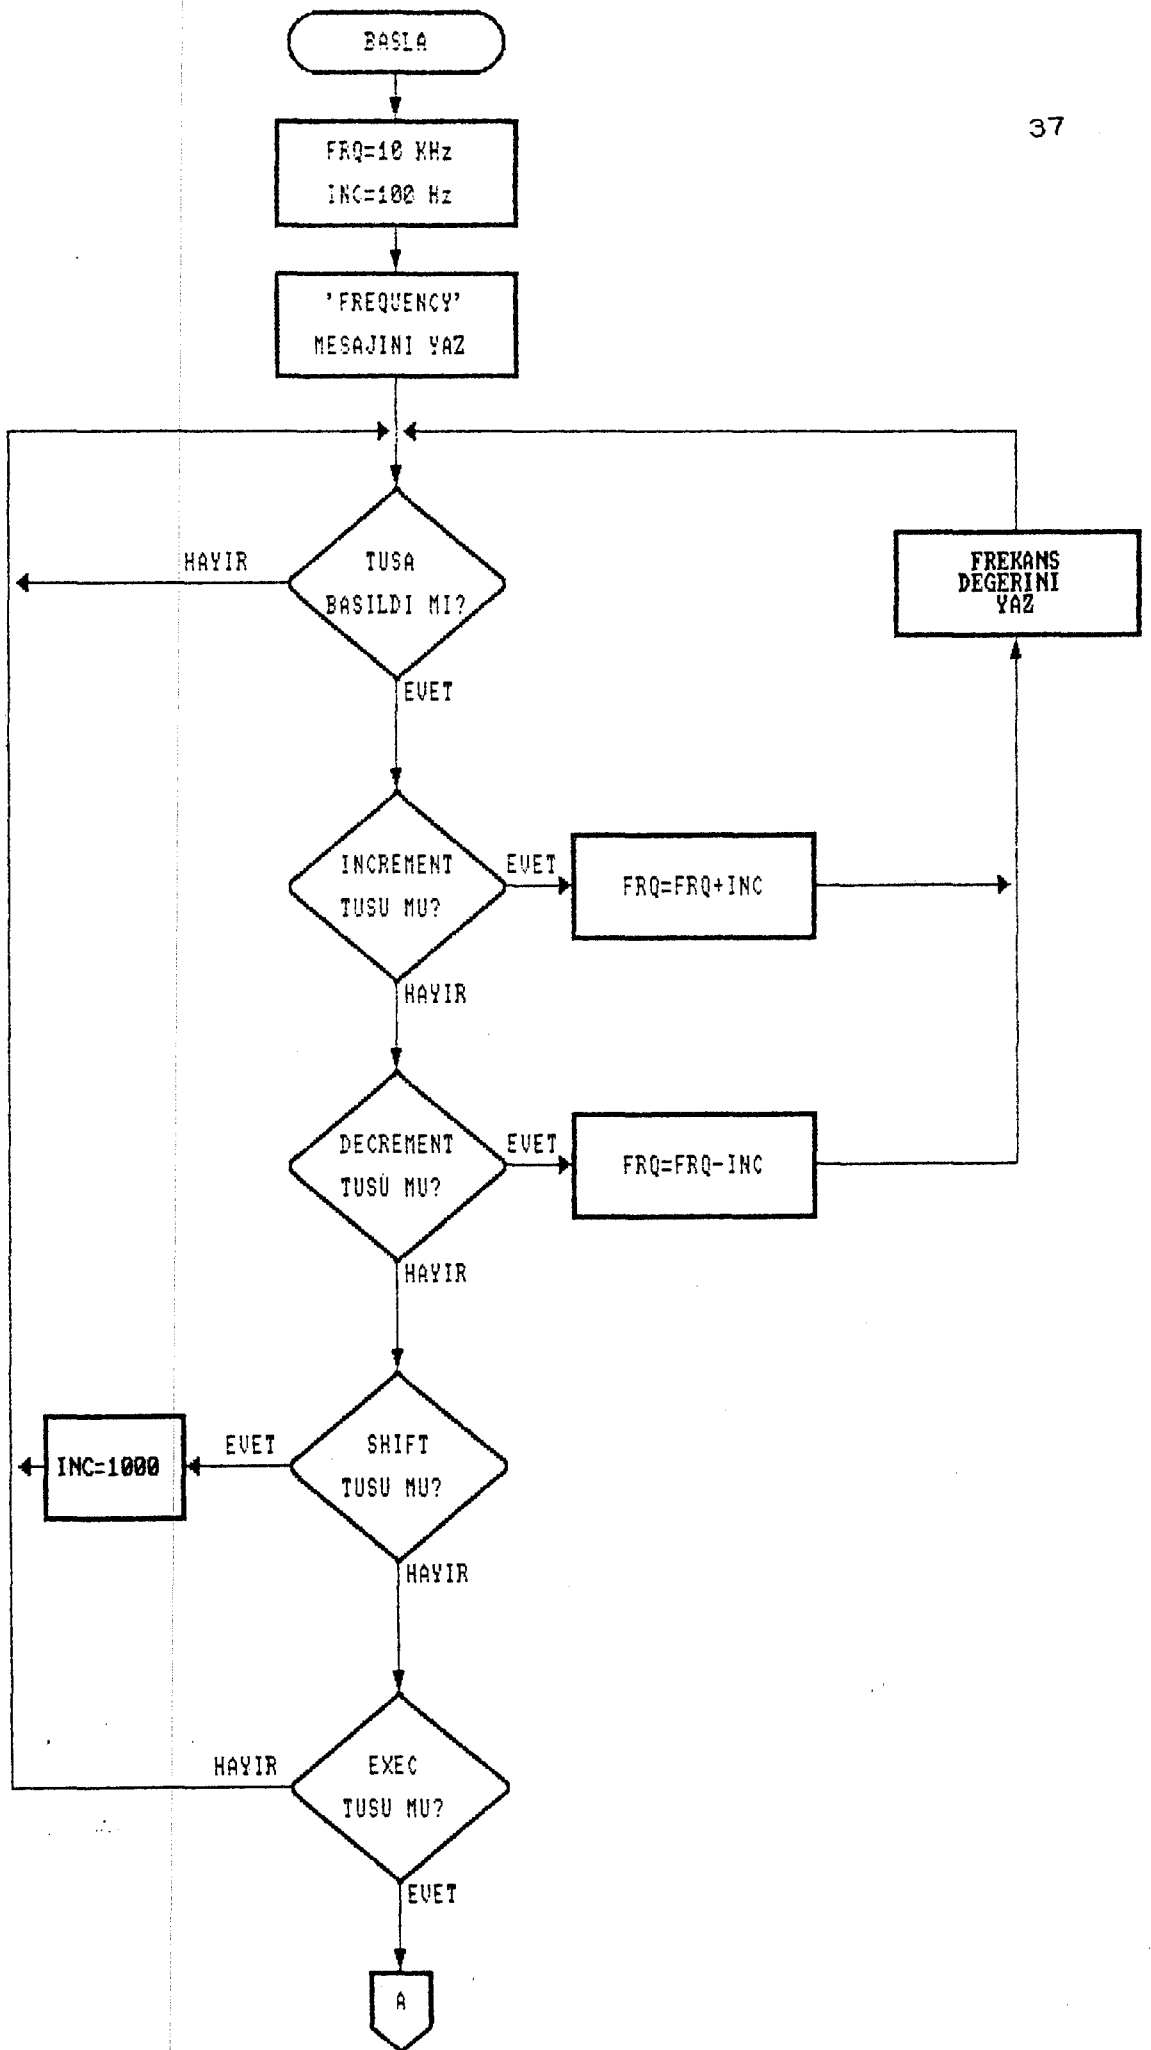 BASLA
37
FRQ=10 KHz
INC=100 Hz
'FREQUENCY'
MESAJINI YAZ
HAYIR
TUSA
BASILDI MI?
FREKANS
DEGERINI
YAZ
EVET
INCREMENT
TUSU MU?
EVET
FRQ=FRQ+INC
HAYIR
DECREMENT
TUSU MU?
EVET
FRQ=FRQ-INC
HAYIR
INC=1000
EVET
SHIFT
TUSU MU?
HAYIR
HAYIR
EXEC
TUSU MU?
EVET
A